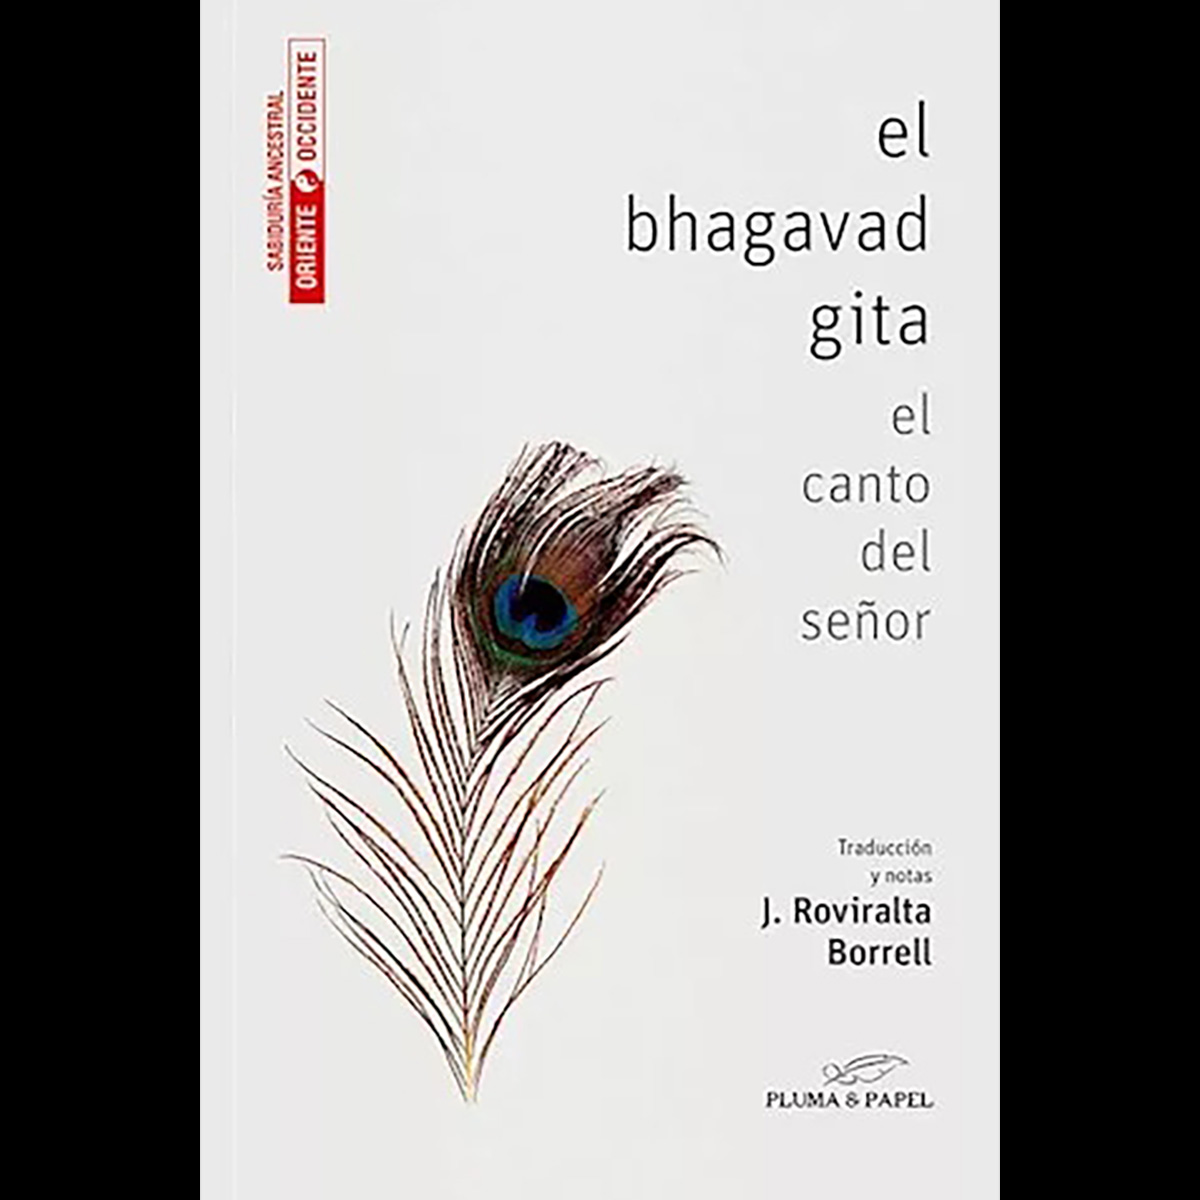 SABIDURÍA ANCESTRAL
ORIENTE OCCIDENTE
el
bhagavad
gita
el
canto
del
señor
Traducción
y notas
J. Roviralta
Borrell
PLUMA & PAPEL